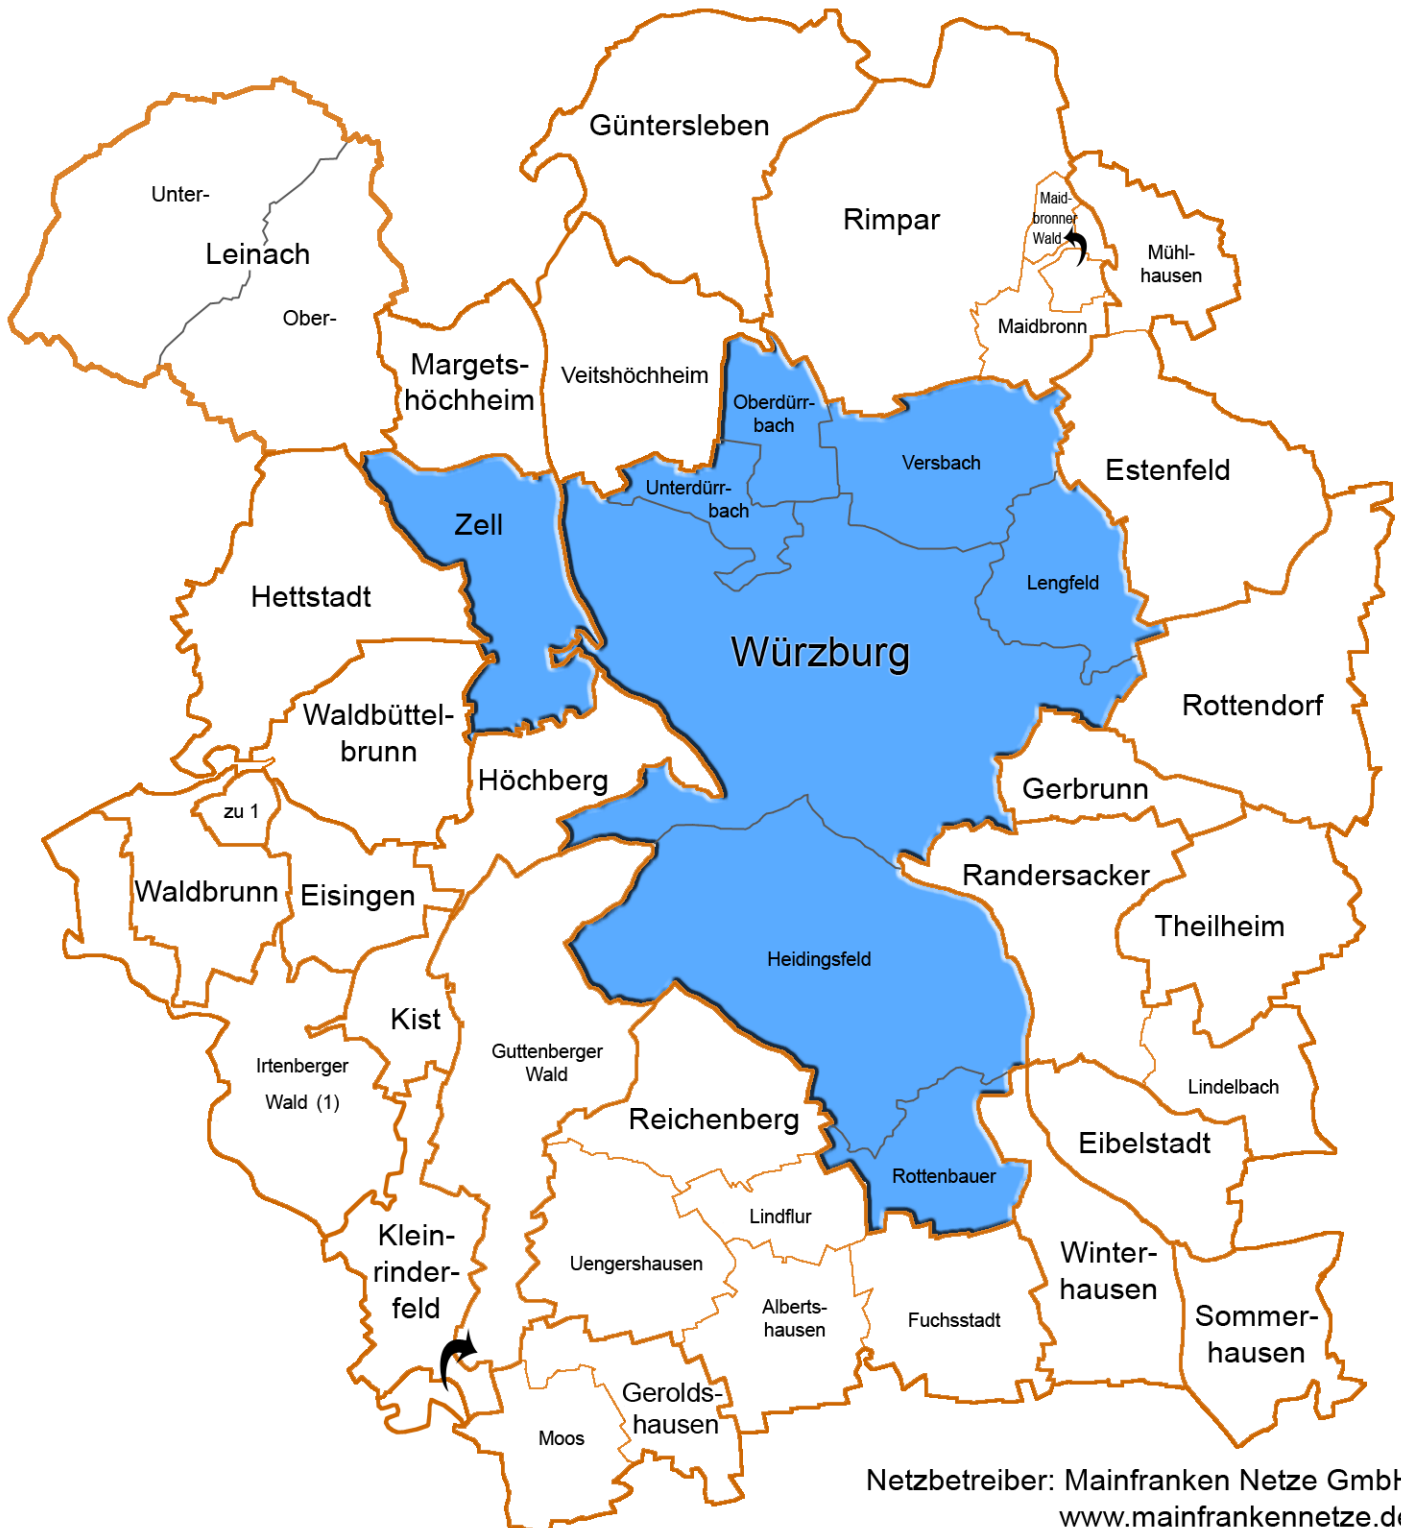 Güntersleben
Unter-
Leinach
Ober-
Rimpar
Maid-
bronner
Wald
Mühl-
hausen
Maidbronn
Margets-
höchheim
Veitshöchheim
Oberdürr-
bach
Versbach
Estenfeld
Unterdürr-
bach
Zell
Hettstadt
Lengfeld
Würzburg
Waldbüttel-
brunn
Rottendorf
Höchberg
Gerbrunn
zu 1
Waldbrunn
Eisingen
Randersacker
Theilheim
Heidingsfeld
Kist
Guttenberger
Wald
Irtenberger
Wald (1)
Lindelbach
Reichenberg
Eibelstadt
Rottenbauer
Lindflur
Klein-
rinder-
feld
Uengershausen
Winter-
hausen
Alberts-
hausen
Fuchsstadt
Sommer-
hausen
Gerolds-
hausen
Moos
Netzbetreiber: Mainfranken Netze GmbH
www.mainfrankennetze.de